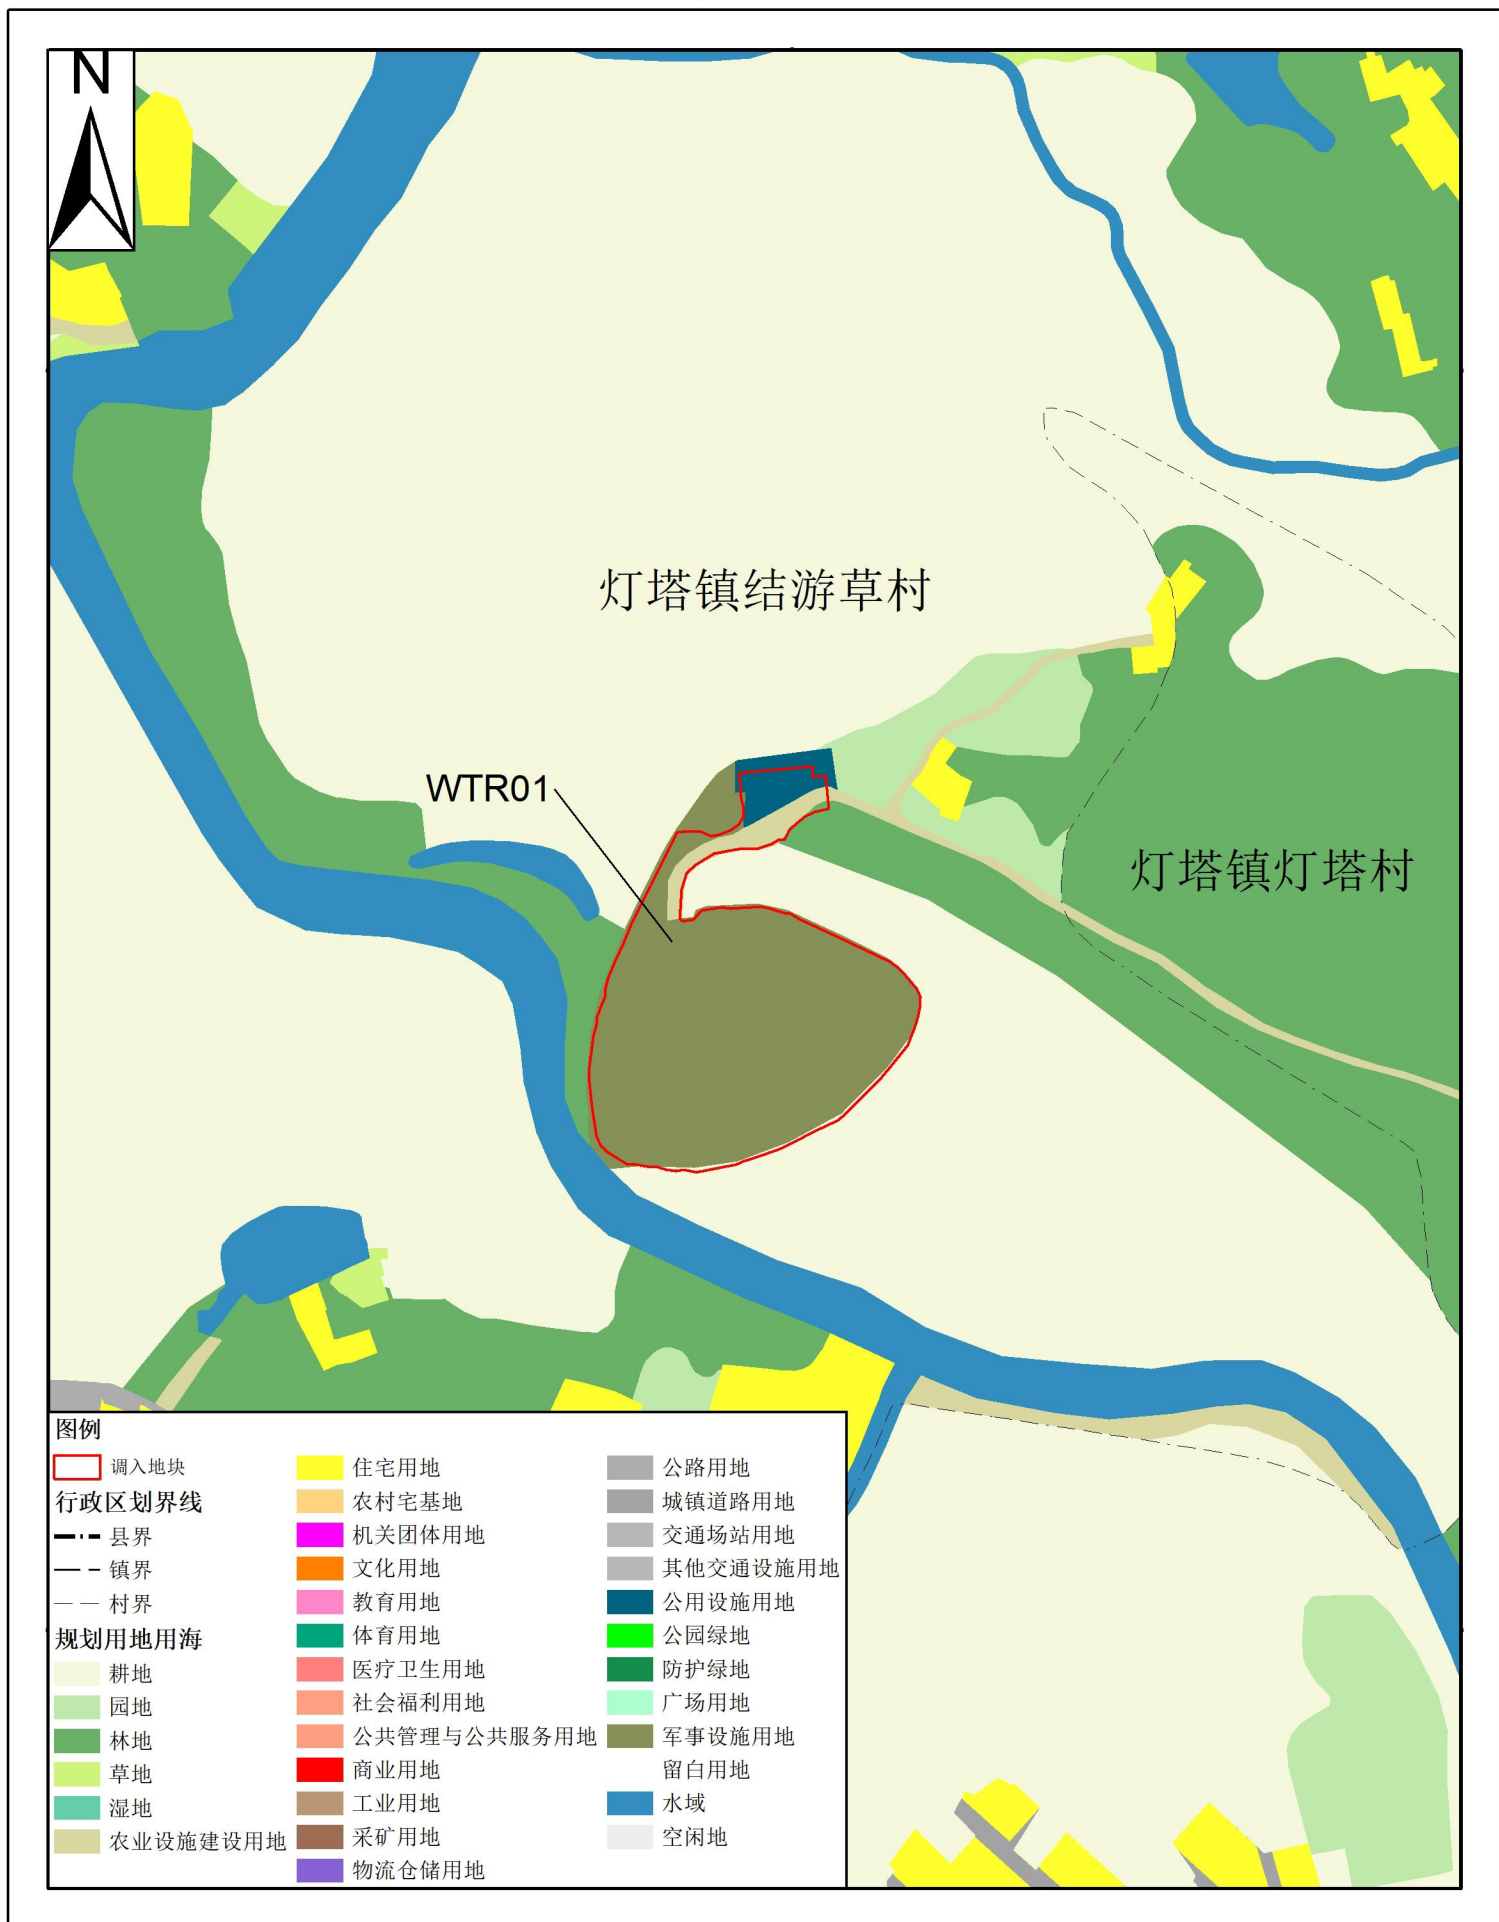 N
灯塔镇结游草村
WTR01
灯塔镇灯塔村
图例
调入地块
行政区划界线
县界
镇界
村界
规划用地用海
耕地
园地
林地
草地
湿地
农业设施建设用地
住宅用地
农村宅基地
机关团体用地
文化用地
教育用地
体育用地
医疗卫生用地
社会福利用地
公共管理与公共服务用地
商业用地
工业用地
采矿用地
物流仓储用地
公路用地
城镇道路用地
交通场站用地
其他交通设施用地
公用设施用地
公园绿地
防护绿地
广场用地
军事设施用地
留白用地
水域
空闲地